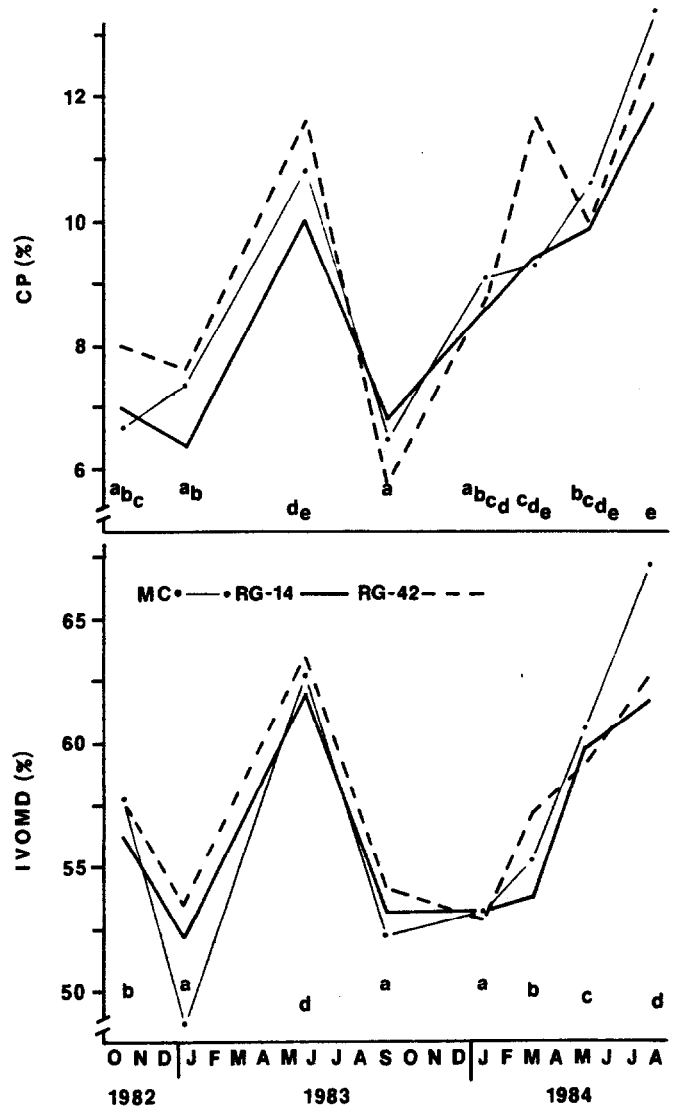 12
10
CP (%)
8
6
abc ab de a abcd cde bcde e
MC RG-14 RG-42
65
60
IVOMD (%)
55
50
b a d a a b c d
O N D J F M A M J J A S O N D J F M A M J J A
1982 1983 1984